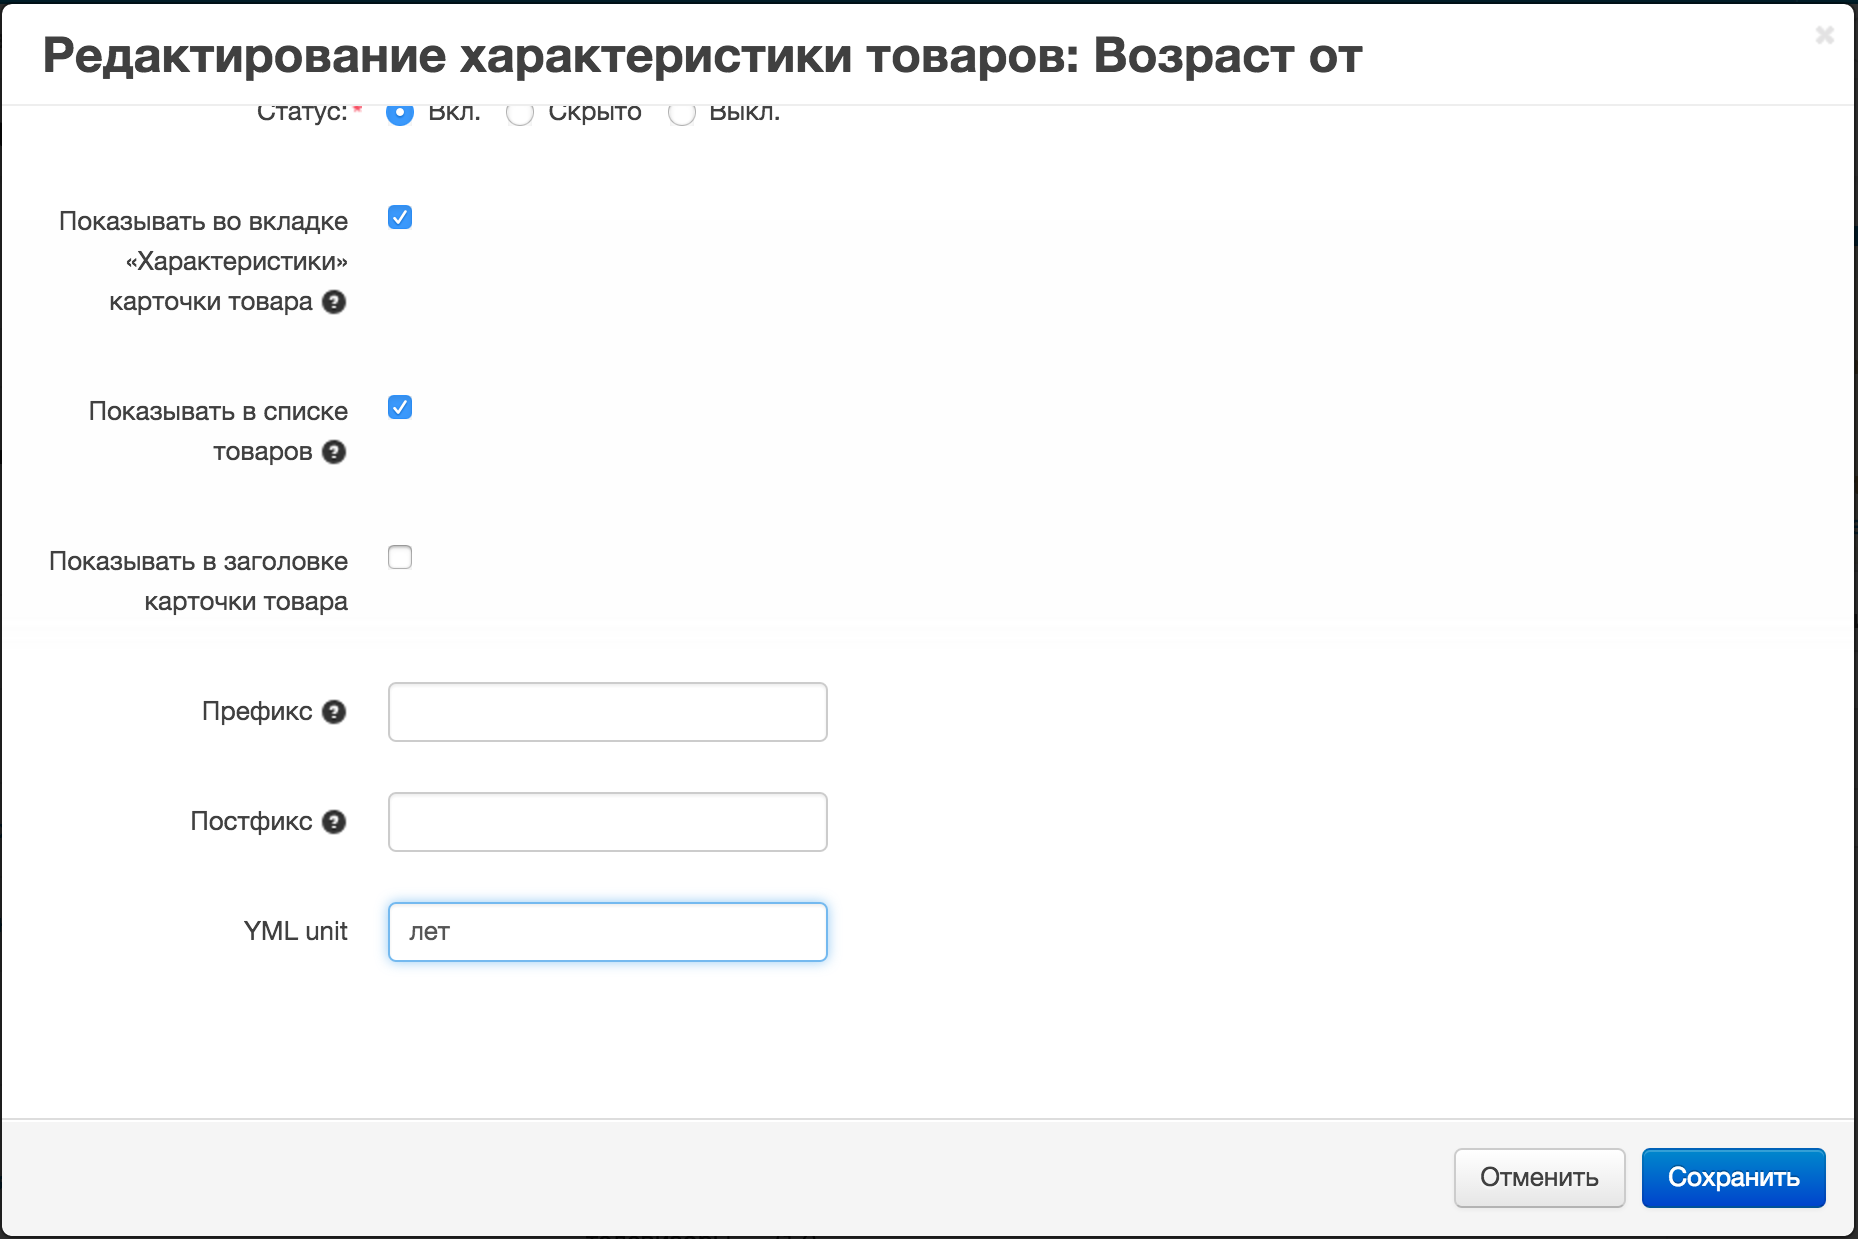 Редактирование характеристики товаров: Возраст от
Статус:* Вкл. Скрыто Выкл.
Показывать во вкладке
«Характеристики»
карточки товара
Показывать в списке
товаров
Показывать в заголовке
карточки товара
Префикс
Постфикс
YML unit лет
Отменить Сохранить